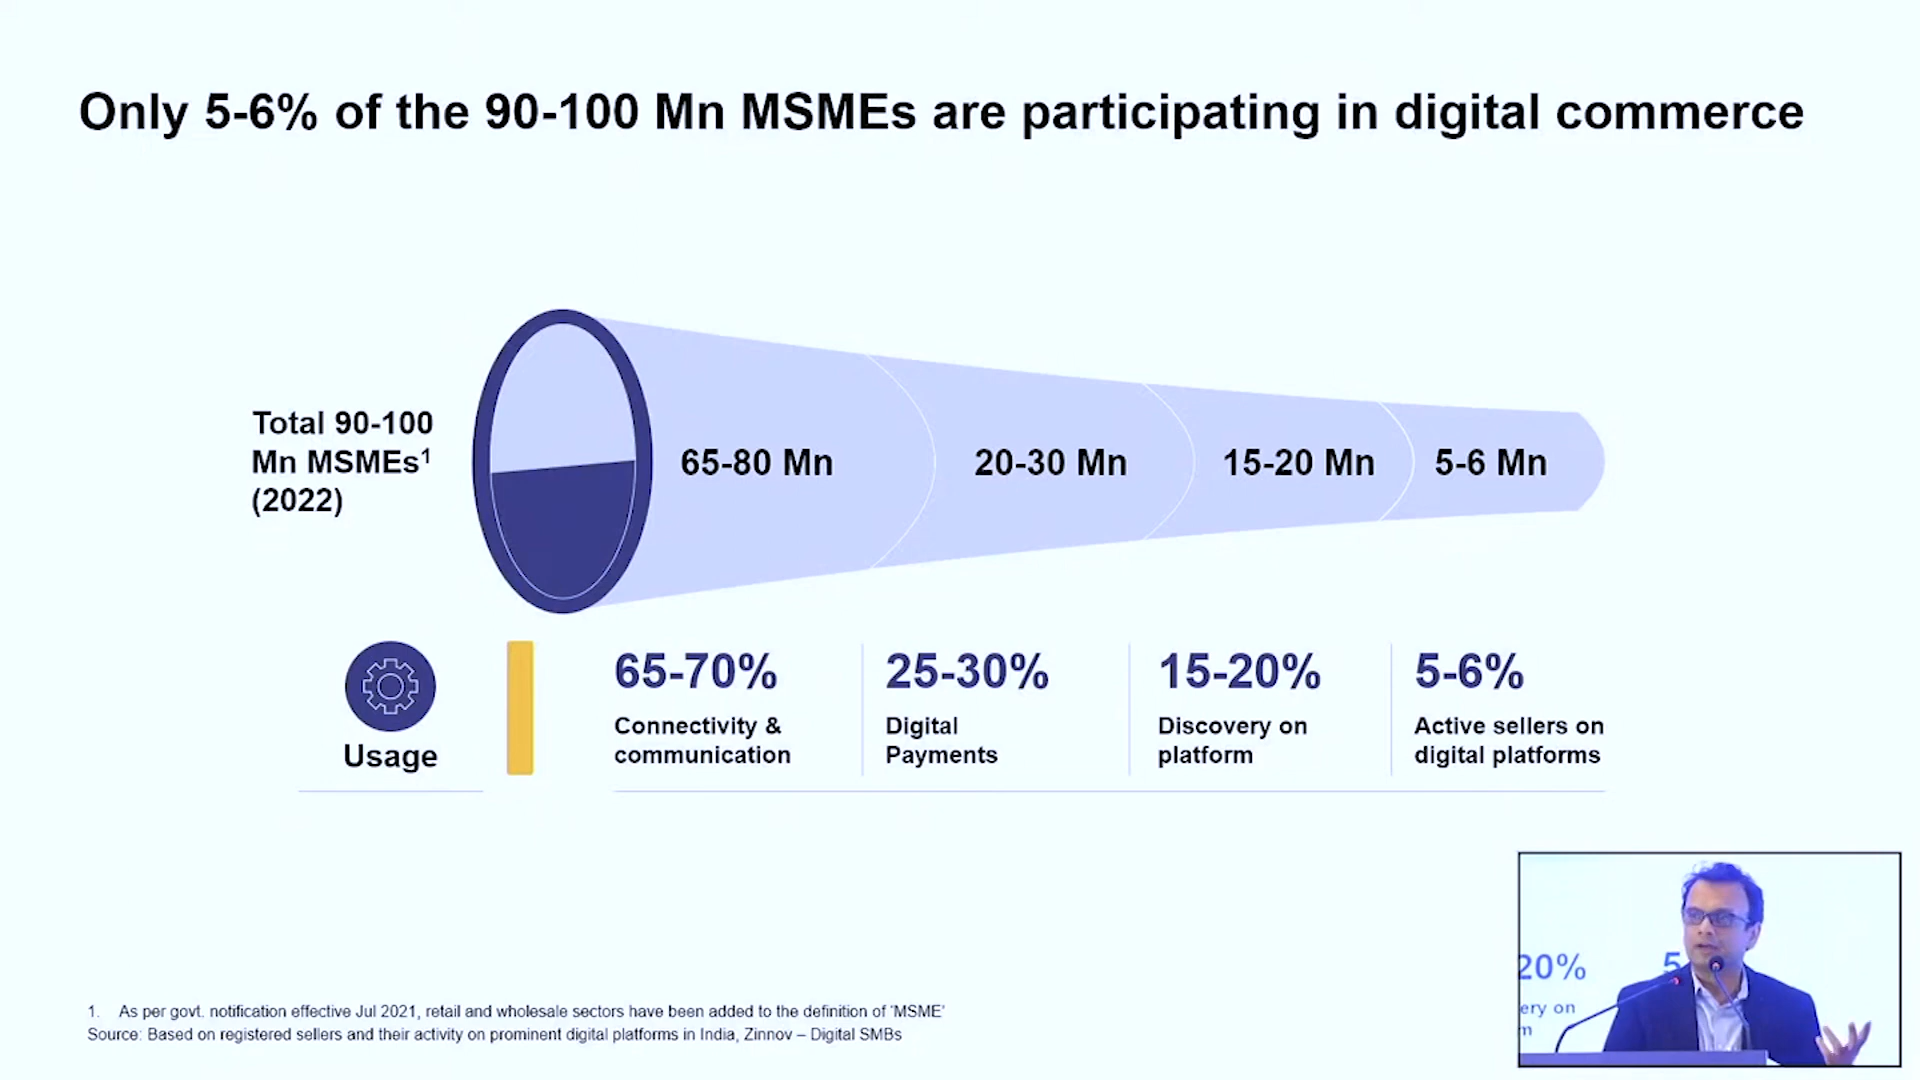 Only 5-6% of the 90-100 Mn MSMEs are participating in digital commerce
Total 90-100
Mn MSMEs¹
(2022)
65-80 Mn
20-30 Mn
15-20 Mn
5-6 Mn
Usage
65-70%
Connectivity &
communication
25-30%
Digital
Payments
15-20%
Discovery on
platform
5-6%
Active sellers on
digital platforms
1. As per govt. notification effective Jul 2021, retail and wholesale sectors have been added to the definition of 'MSME'
Source: Based on registered sellers and their activity on prominent digital platforms in India, Zinnov – Digital SMBs
20%
5
ery on
m